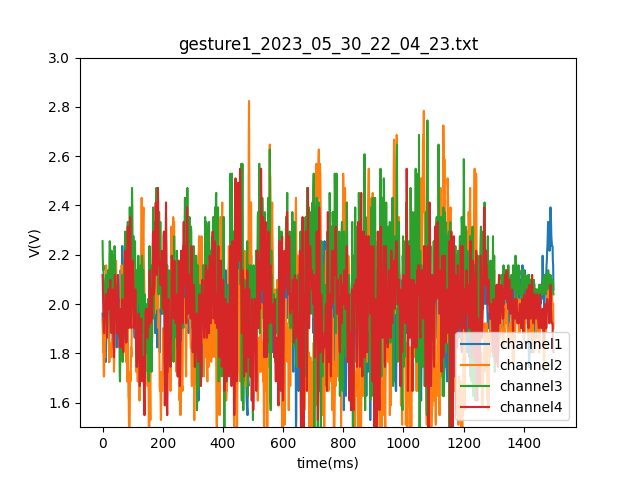 gesture1_2023_05_30_22_04_23.txt
3.0
2.8
2.6
2.4
2.2
2.0
1.8
1.6
V(V)
0 200 400 600 800 1000 1200 1400
time(ms)
channel1
channel2
channel3
channel4